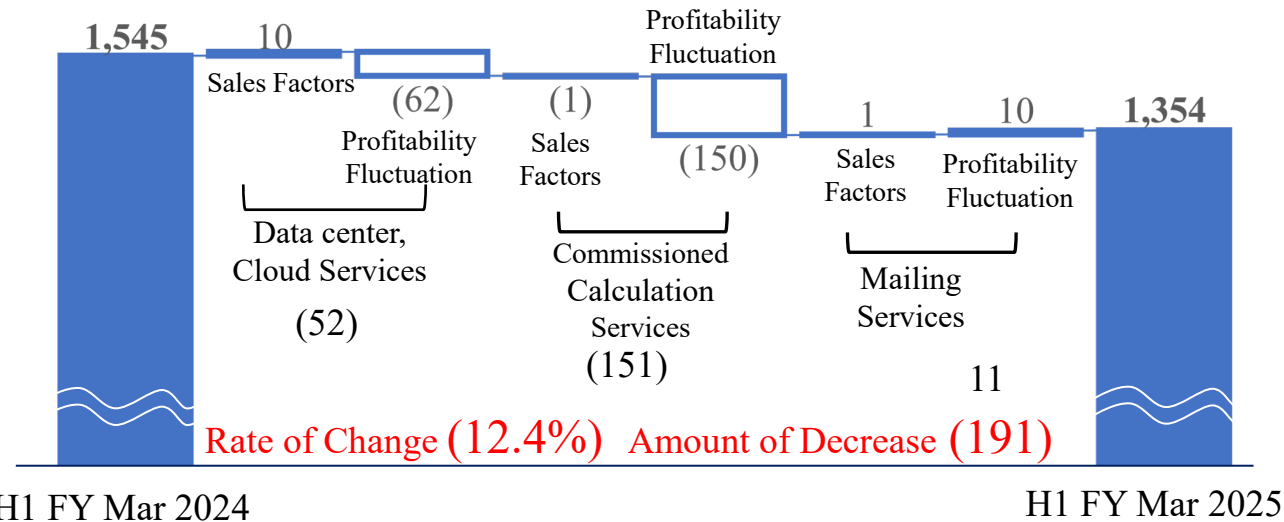 1,545
10
Sales Factors
(62)
Profitability
Fluctuation
Data center,
Cloud Services
(52)
(1)
Sales
Factors
Profitability
Fluctuation
(150)
Commissioned
Calculation
Services
(151)
1
Sales
Factors
10
Profitability
Fluctuation
Mailing
Services
11
1,354
Rate of Change (12.4%) Amount of Decrease (191)
H1 FY Mar 2024
H1 FY Mar 2025